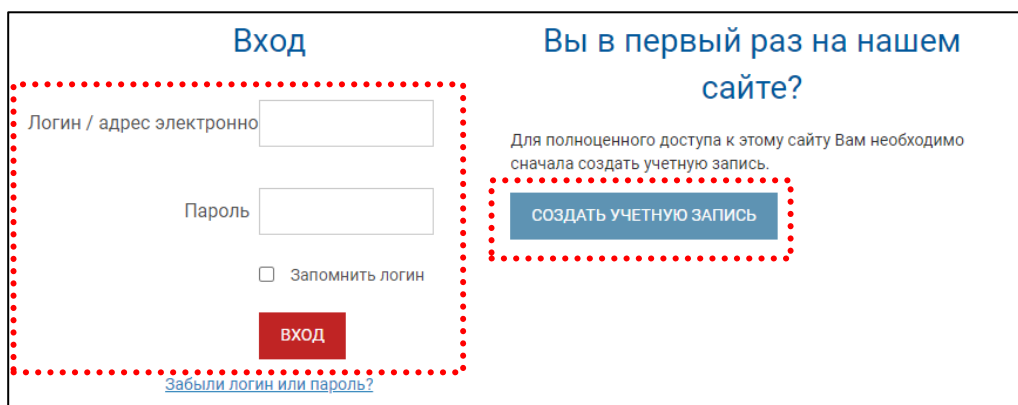 Вход
Логин / адрес электронно
Пароль
Запомнить логин
ВХОД
Забыли логин или пароль?
Вы в первый раз на нашем
сайте?
Для полноценного доступа к этому сайту Вам необходимо
сначала создать учетную запись.
СОЗДАТЬ УЧЕТНУЮ ЗАПИСЬ